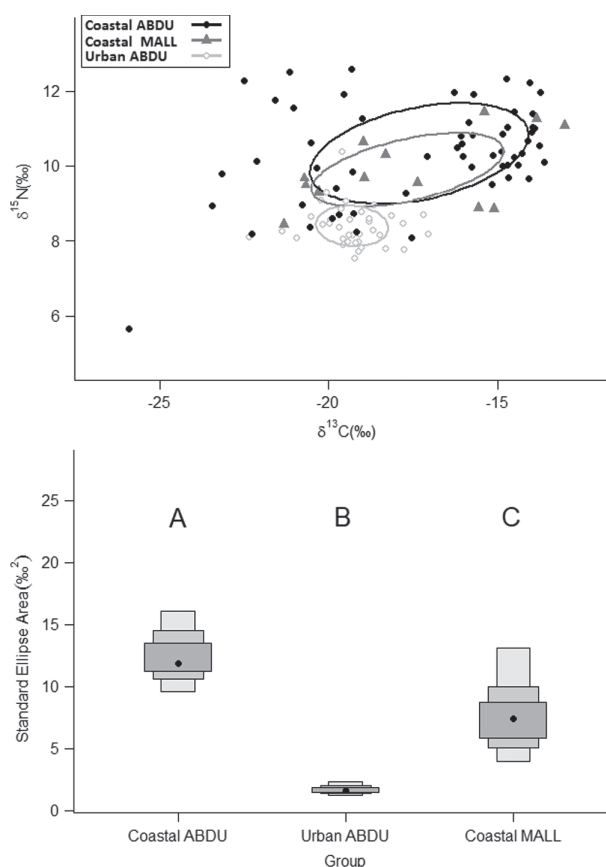 Coastal ABDU
Coastal MALL
Urban ABDU
12
10
8
6
δ15N(‰)
-25
-20
-15
δ13C(‰)
A
B
C
25
20
15
10
5
0
Standard Ellipse Area(‰2)
Coastal ABDU
Urban ABDU
Coastal MALL
Group